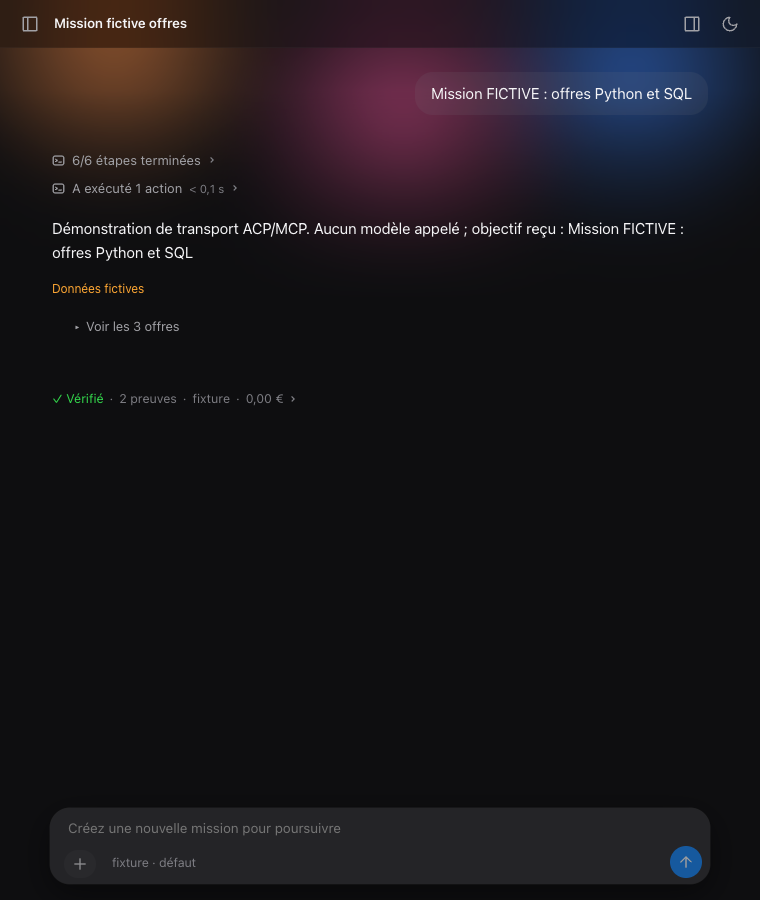 Mission fictive offres
Mission FICTIVE : offres Python et SQL
6/6 étapes terminées
A exécuté 1 action < 0,1 s
Démonstration de transport ACP/MCP. Aucun modèle appelé ; objectif reçu : Mission FICTIVE :
offres Python et SQL
Données fictives
Voir les 3 offres
Vérifié · 2 preuves · fixture · 0,00 €
Créez une nouvelle mission pour poursuivre
fixture · défaut